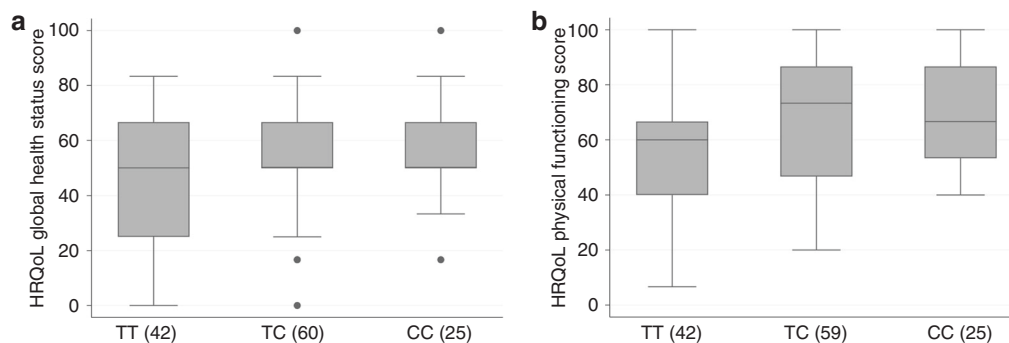 a
HRQoL global health status score
100
80
60
40
20
0
TT (42)
TC (60)
CC (25)
b
HRQoL physical functioning score
100
80
60
40
20
0
TT (42)
TC (59)
CC (25)